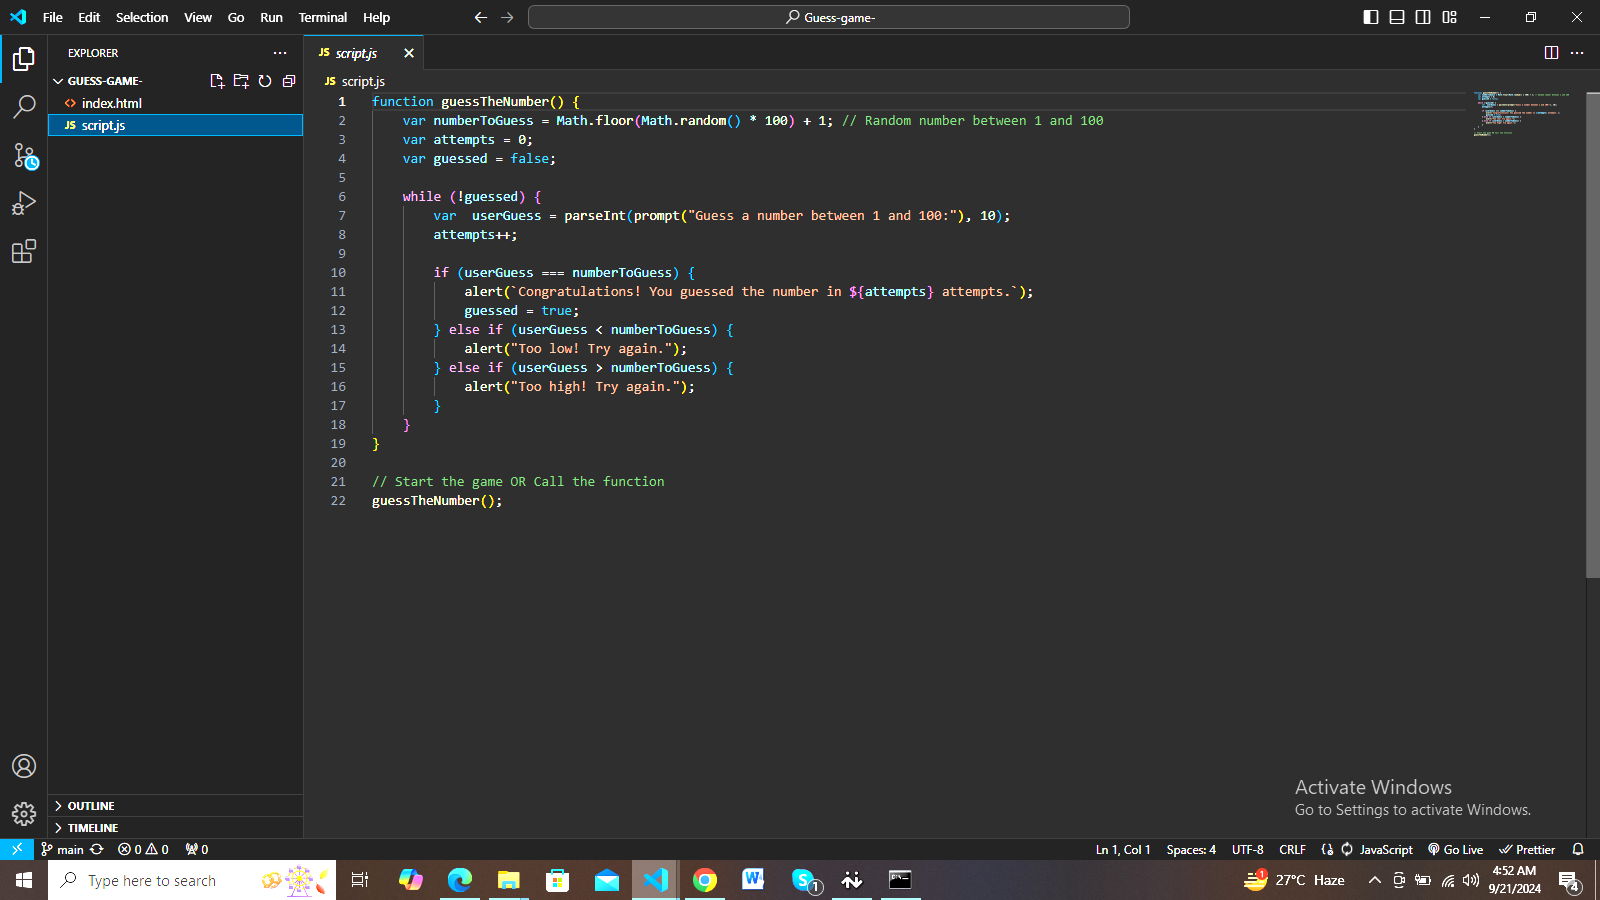 File Edit Selection View Go Run Terminal Help
Guess-game-
EXPLORER
JS script.js
GUESS-GAME-
<> index.html
JS script.js
JS script.js
1 function guessTheNumber() {
2 var numberToGuess = Math.floor(Math.random() * 100) + 1; // Random number between 1 and 100
3 var attempts = 0;
4 var guessed = false;
5
6 while (!guessed) {
7 var  userGuess = parseInt(prompt("Guess a number between 1 and 100:"), 10);
8 attempts++;
9
10 if (userGuess === numberToGuess) {
11 alert(`Congratulations! You guessed the number in ${attempts} attempts.`);
12 guessed = true;
13 } else if (userGuess < numberToGuess) {
14 alert("Too low! Try again.");
15 } else if (userGuess > numberToGuess) {
16 alert("Too high! Try again.");
17 }
18 }
19 }
20
21 // Start the game OR Call the function
22 guessTheNumber();
Activate Windows
Go to Settings to activate Windows.
OUTLINE
TIMELINE
main 0 0 0
Ln 1, Col 1 Spaces: 4 UTF-8 CRLF JavaScript Go Live Prettier
Type here to search
1
1
27°C Haze
4:52 AM
9/21/2024
4